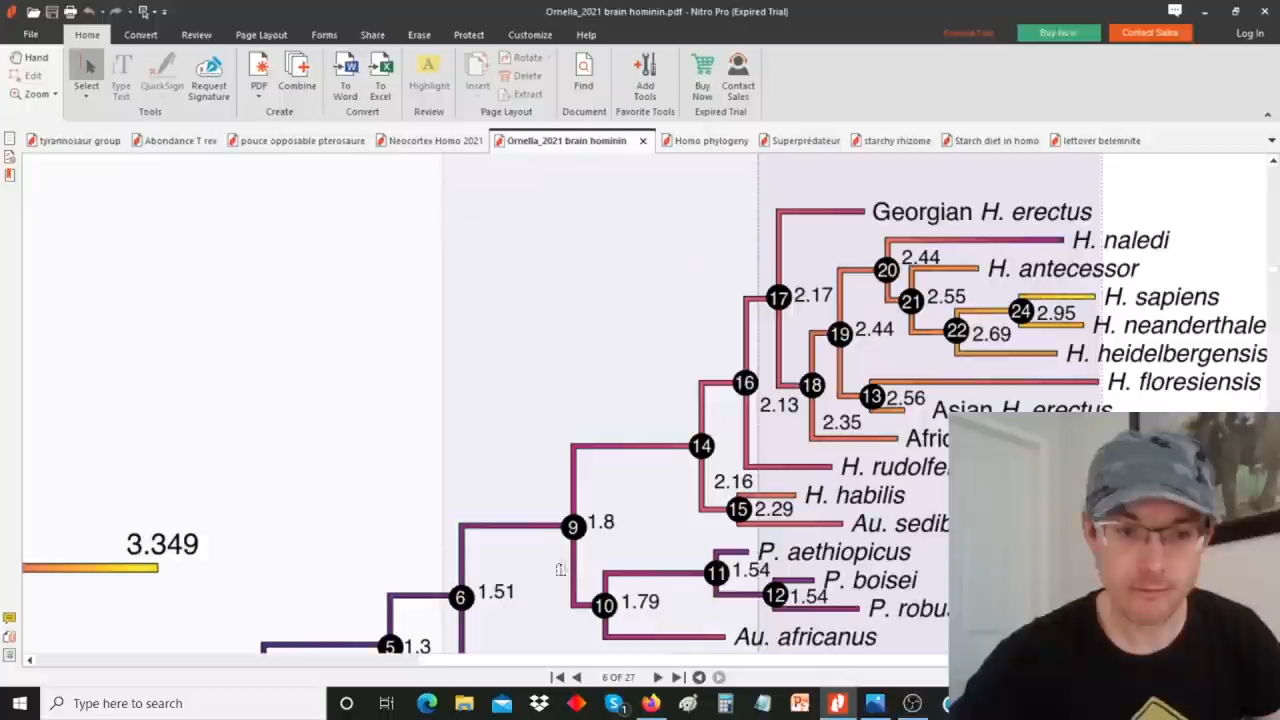 Ornella_2021 brain hominin.pdf - Nitro Pro (Expired Trial)
File Home Convert Review Page Layout Forms Share Erase Protect Customize Help Buy Now Contact Sales Log In
Hand
Edit
Zoom
Select
Type Text
QuickSign
Request Signature
PDF
Combine
To Word
To Excel
Highlight
Insert
Rotate
Delete
Extract
Find
Add Tools
Buy Now
Contact Sales
Tools Create Convert Review Page Layout Document Favorite Tools Expired Trial
tyrannosaur group Abondance T rex pouce opposable pterosaure Neocortex Homo 2021 Ornella_2021 brain hominin Homo phylogeny Superprédateur starchy rhizome Starch diet in homo leftover belemnite
Georgian H. erectus
H. naledi
20 2.44
H. antecessor
17 2.17
21 2.55
H. sapiens
24 2.95
19 2.44
22 2.69
H. neanderthale
H. heidelbergensis
16
18
H. floresiensis
2.13
13 2.56
Asian H. erectus
2.35
Afric
14
H. rudolfe
2.16
H. habilis
15 2.29
Au. sedib
9 1.8
3.349
P. aethiopicus
11 1.54
P. boisei
6 1.51
10 1.79
12 1.54
P. robus
Au. africanus
5 1.3
6 OF 27
Type here to search